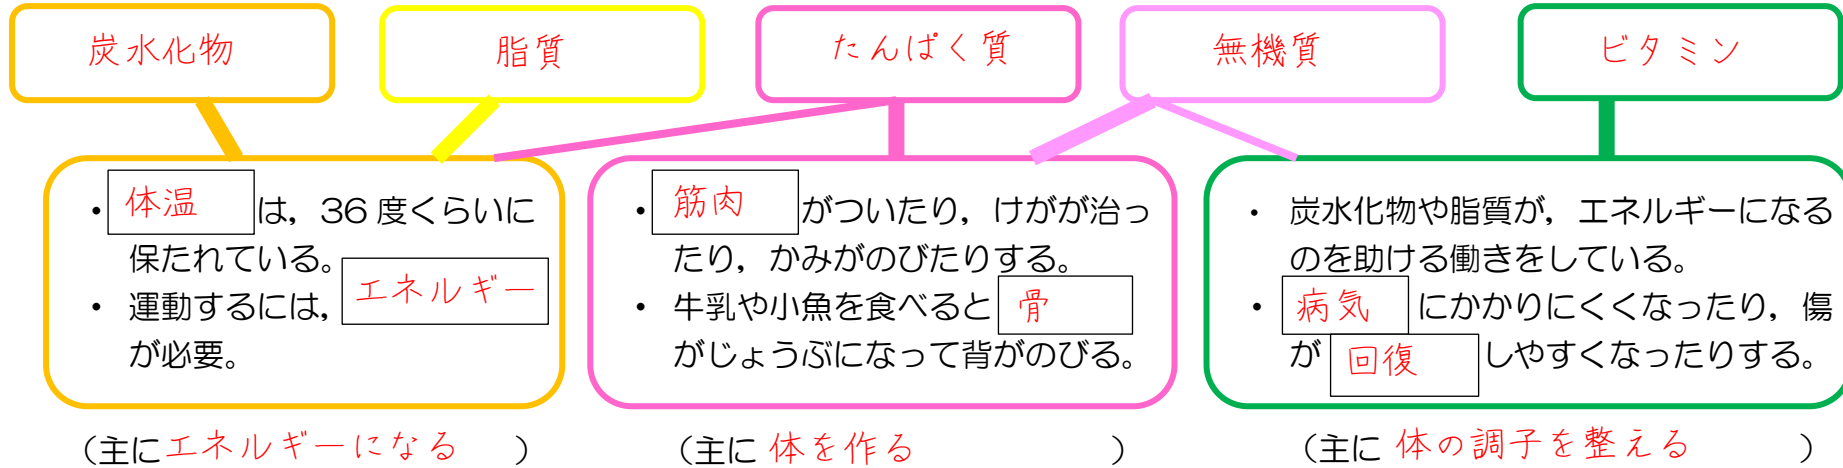 炭水化物
脂質
たんぱく質
無機質
ビタミン
・体温は，36度くらいに
保たれている。
・運動するには，エネルギー
が必要。
（主にエネルギーになる）
・筋肉がついたり，けがが治っ
たり，かみがのびたりする。
・牛乳や小魚を食べると骨
がじょうぶになって背がのびる。
（主に体を作る）
・炭水化物や脂質が，エネルギーになる
のを助ける働きをしている。
・病気にかかりにくくなったり，傷
が回復しやすくなったりする。
（主に体の調子を整える）